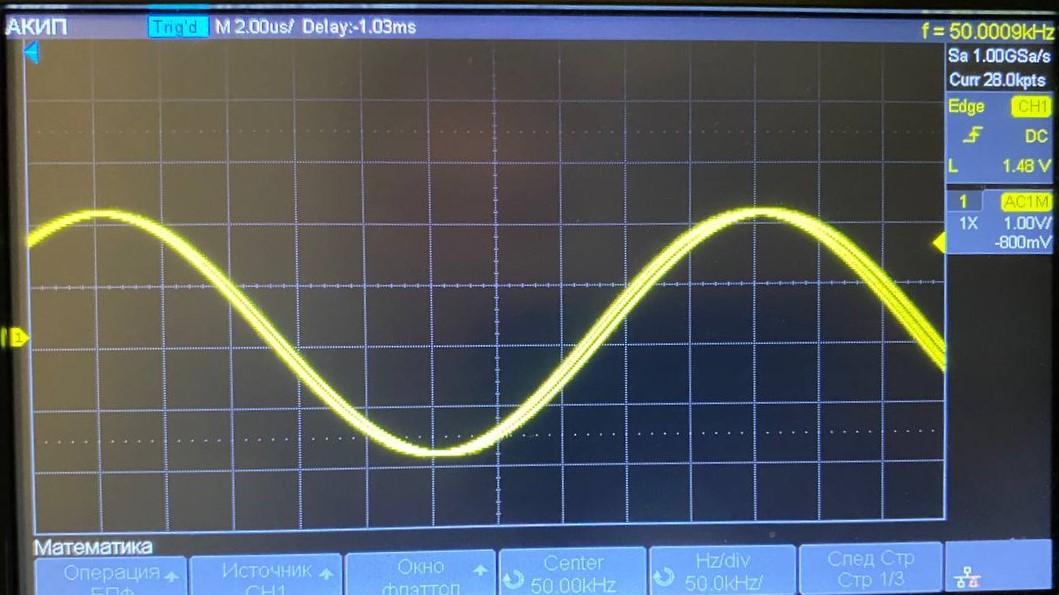 АКИП Trig'd M 2.00us/ Delay:-1.03ms f = 50.0009kHz
Sa 1.00GSa/s
Curr 28.0kpts
Edge CH1
DC
L 1.48 V
1 AC1M
1X 1.00V/
-800mV
1
Математика
Операция Источник Окно Center Hz/div След Стр
БПФ CH1 флэттоп 50.00kHz 50.0kHz/ Стр 1/3